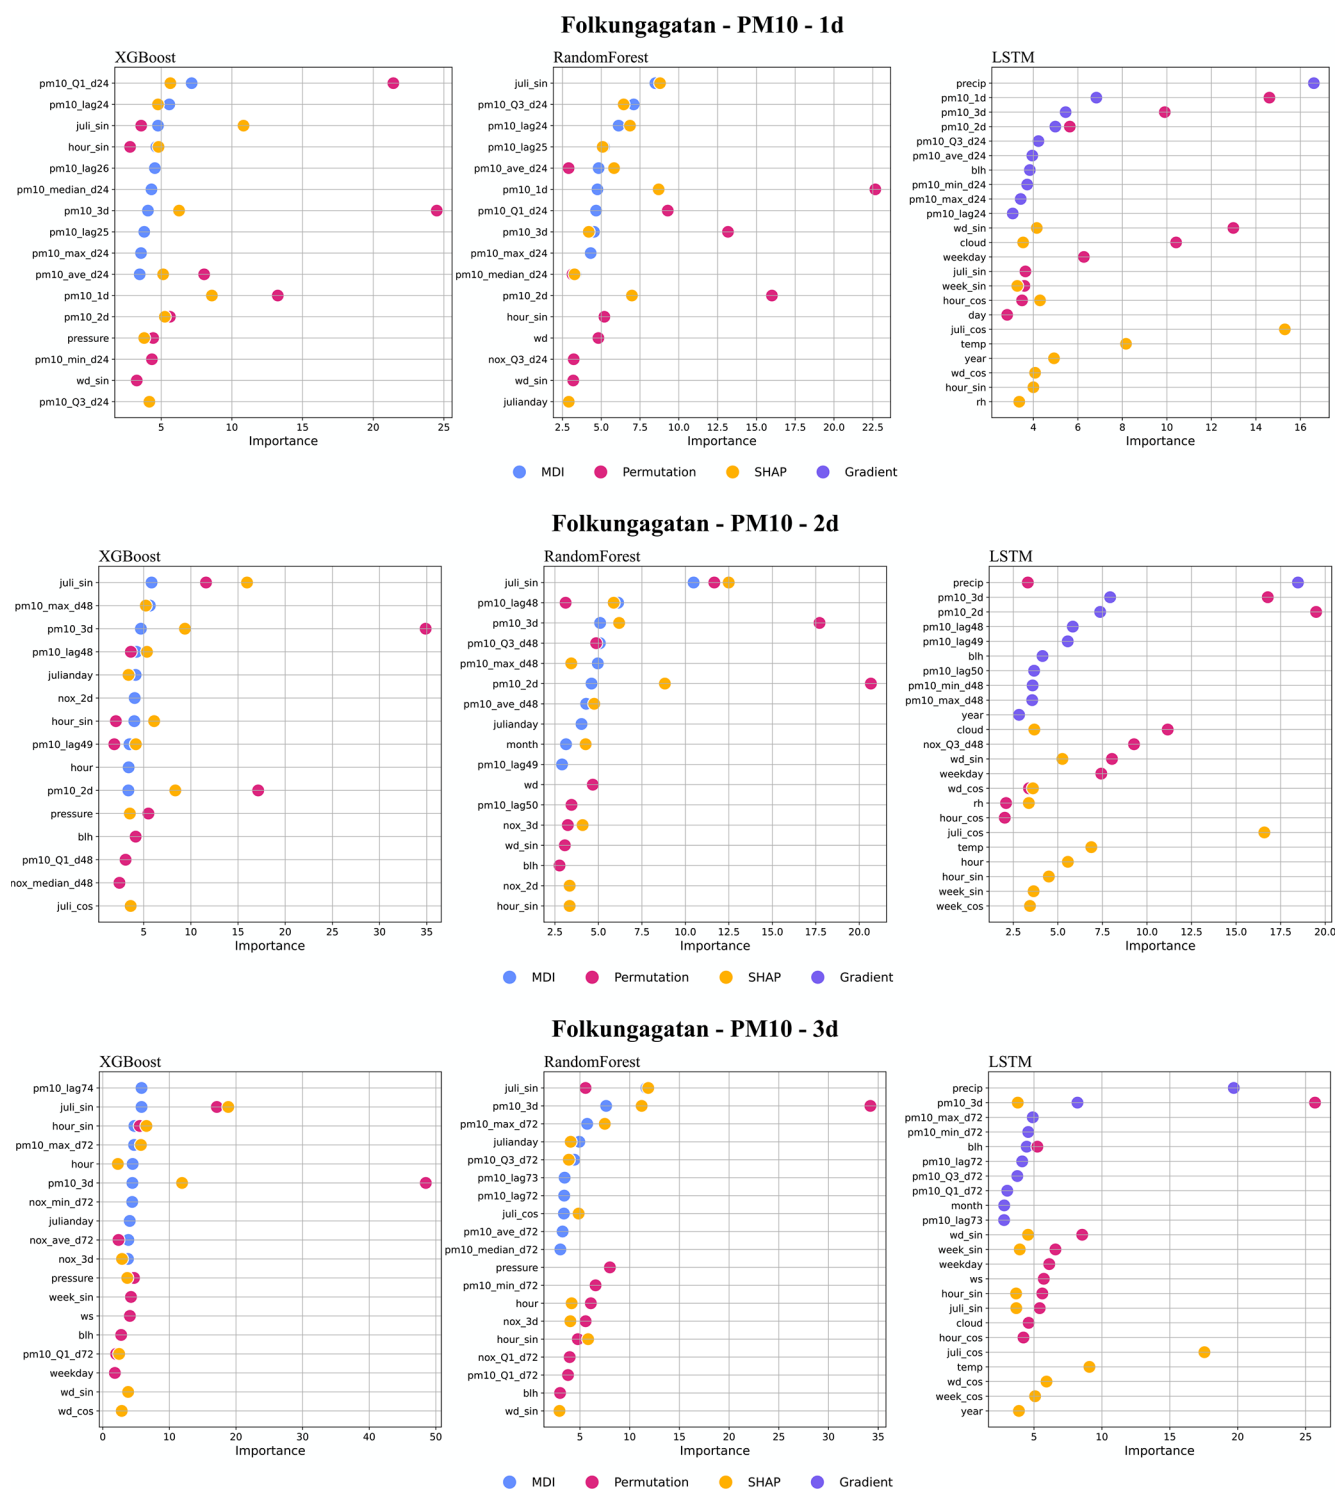 Folkungagatan - PM10 - 1d
XGBoost
pm10_Q1_d24
pm10_lag24
juli_sin
hour_sin
pm10_lag26
pm10_median_d24
pm10_3d
pm10_lag25
pm10_max_d24
pm10_ave_d24
pm10_1d
pm10_2d
pressure
pm10_min_d24
wd_sin
pm10_Q3_d24
5 10 15 20 25
Importance
RandomForest
juli_sin
pm10_Q3_d24
pm10_lag24
pm10_lag25
pm10_ave_d24
pm10_1d
pm10_Q1_d24
pm10_3d
pm10_max_d24
pm10_median_d24
pm10_2d
hour_sin
wd
nox_Q3_d24
wd_sin
julianday
2.5 5.0 7.5 10.0 12.5 15.0 17.5 20.0 22.5
Importance
LSTM
precip
pm10_1d
pm10_3d
pm10_2d
pm10_Q3_d24
pm10_ave_d24
blh
pm10_min_d24
pm10_max_d24
pm10_lag24
wd_sin
cloud
weekday
juli_sin
week_sin
hour_cos
day
juli_cos
temp
year
wd_cos
hour_sin
rh
4 6 8 10 12 14 16
Importance
MDI Permutation SHAP Gradient
Folkungagatan - PM10 - 2d
XGBoost
juli_sin
pm10_max_d48
pm10_3d
pm10_lag48
julianday
nox_2d
hour_sin
pm10_lag49
hour
pm10_2d
pressure
blh
pm10_Q1_d48
nox_median_d48
juli_cos
5 10 15 20 25 30 35
Importance
RandomForest
juli_sin
pm10_lag48
pm10_3d
pm10_Q3_d48
pm10_max_d48
pm10_2d
pm10_ave_d48
julianday
month
pm10_lag49
wd
pm10_lag50
nox_3d
wd_sin
blh
nox_2d
hour_sin
2.5 5.0 7.5 10.0 12.5 15.0 17.5 20.0
Importance
LSTM
precip
pm10_3d
pm10_2d
pm10_lag48
pm10_lag49
blh
pm10_lag50
pm10_min_d48
pm10_max_d48
year
cloud
nox_Q3_d48
wd_sin
weekday
wd_cos
rh
hour_cos
juli_cos
temp
hour
hour_sin
week_sin
week_cos
2.5 5.0 7.5 10.0 12.5 15.0 17.5 20.0
Importance
MDI Permutation SHAP Gradient
Folkungagatan - PM10 - 3d
XGBoost
pm10_lag74
juli_sin
hour_sin
pm10_max_d72
hour
pm10_3d
nox_min_d72
julianday
nox_ave_d72
nox_3d
pressure
week_sin
ws
blh
pm10_Q1_d72
weekday
wd_sin
wd_cos
0 10 20 30 40 50
Importance
RandomForest
juli_sin
pm10_3d
pm10_max_d72
julianday
pm10_Q3_d72
pm10_lag73
pm10_lag72
juli_cos
pm10_ave_d72
pm10_median_d72
pressure
pm10_min_d72
hour
nox_3d
hour_sin
nox_Q1_d72
pm10_Q1_d72
blh
wd_sin
5 10 15 20 25 30 35
Importance
LSTM
precip
pm10_3d
pm10_max_d72
pm10_min_d72
blh
pm10_lag72
pm10_Q3_d72
pm10_Q1_d72
month
pm10_lag73
wd_sin
week_sin
weekday
ws
hour_sin
juli_sin
cloud
hour_cos
juli_cos
temp
wd_cos
week_cos
year
5 10 15 20 25
Importance
MDI Permutation SHAP Gradient